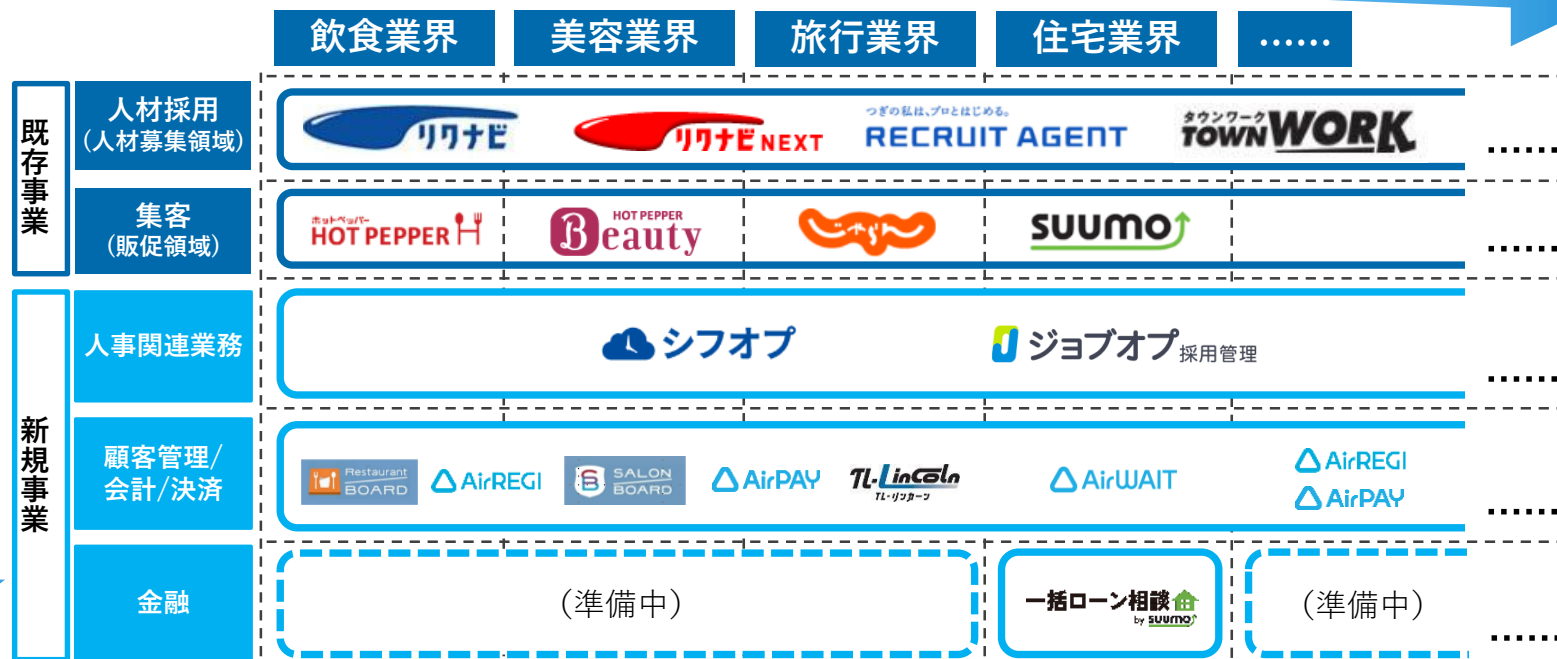 飲食業界 美容業界 旅行業界 住宅業界 ……
既存事業
人材採用
(人材募集領域)
リクナビ
リクナビNEXT
つぎの私は、プロとはじめる。
RECRUIT AGENT
タウンワーク
TOWNWORK
……
集客
(販促領域)
ホットペッパー
HOT PEPPER
HOT PEPPER
Beauty
じゃらん
SUUMO
……
新規事業
人事関連業務
シフオプ
ジョブオプ採用管理
……
顧客管理/
会計/決済
Restaurant
BOARD
AirREGI
SALON
BOARD
AirPAY
TL-Lincoln
TL-リンカーン
AirWAIT
AirREGI
AirPAY
……
金融
(準備中)
一括ローン相談
by SUUMO
(準備中)
……